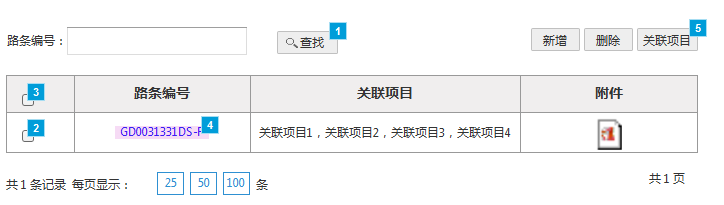 路条编号： 查找 1 新增 删除 关联项目 5
3 路条编号 关联项目 附件
2 GD0031331DS-F 4 关联项目1，关联项目2，关联项目3，关联项目4
共1条记录 每页显示： 25 50 100 条 共1页